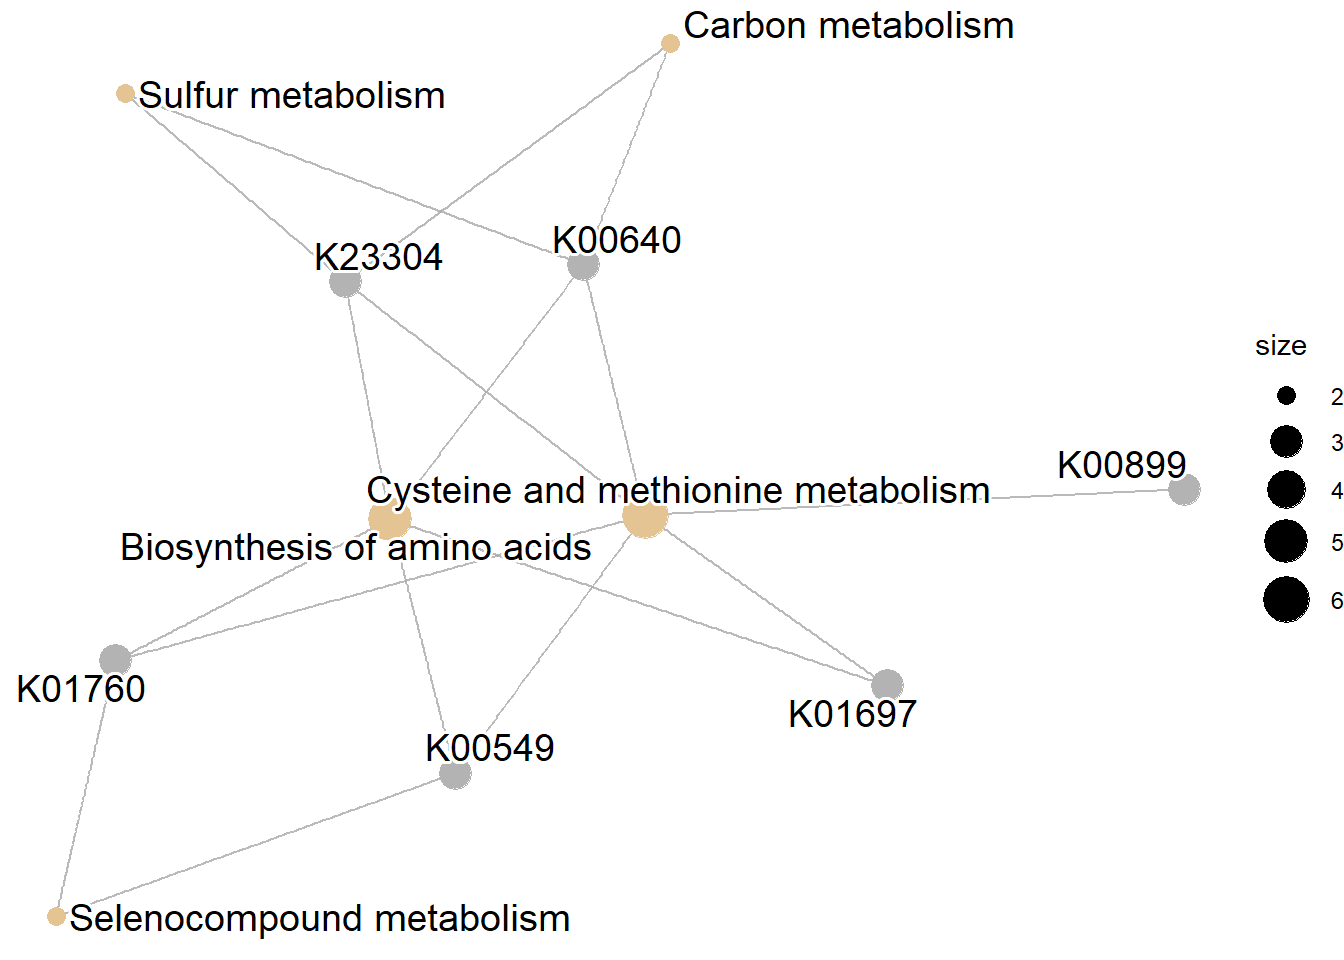 Carbon metabolism
Sulfur metabolism
K00640
K23304
size
2
3
K00899
4
Cysteine and methionine metabolism
5
Biosynthesis of amino acids
6
K01760
K01697
K00549
Selenocompound metabolism